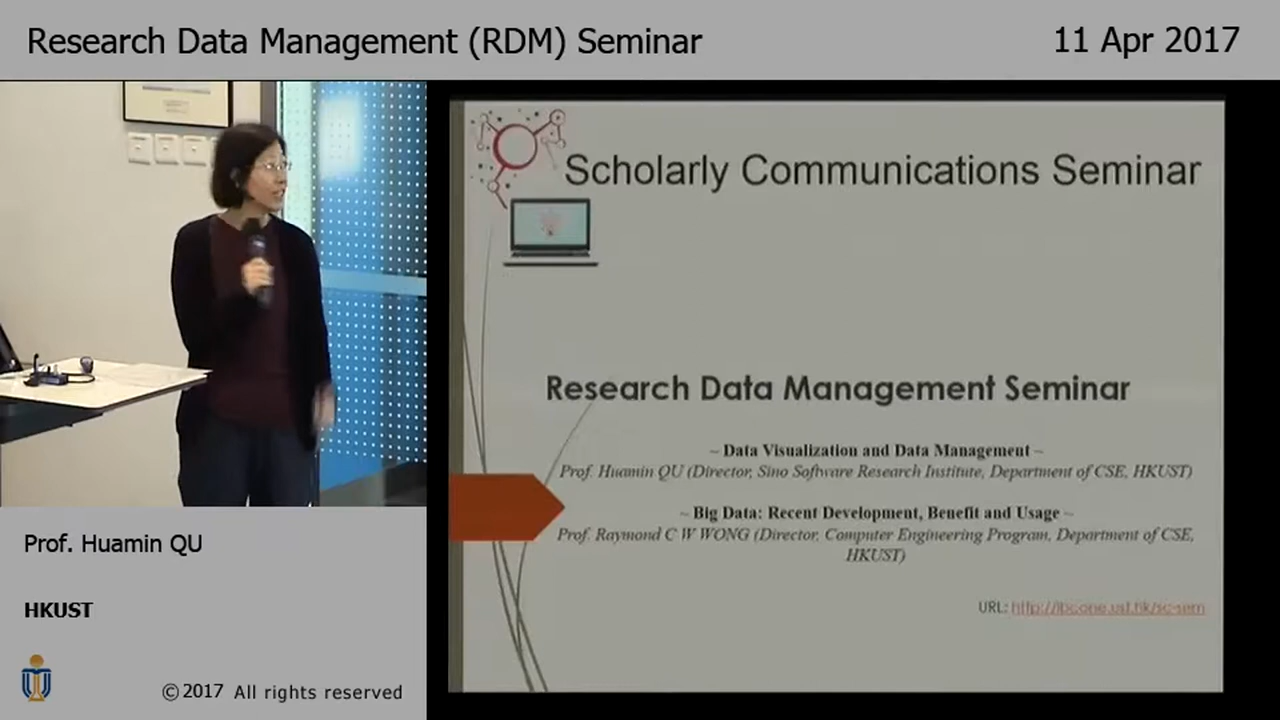 Research Data Management (RDM) Seminar
11 Apr 2017
Scholarly Communications Seminar
Research Data Management Seminar
~ Data Visualization and Data Management ~
Prof. Huamin QU (Director, Sino Software Research Institute, Department of CSE, HKUST)
~ Big Data: Recent Development, Benefit and Usage ~
Prof. Raymond C W WONG (Director, Computer Engineering Program, Department of CSE,
HKUST)
URL:
Prof. Huamin QU
HKUST
©2017 All rights reserved